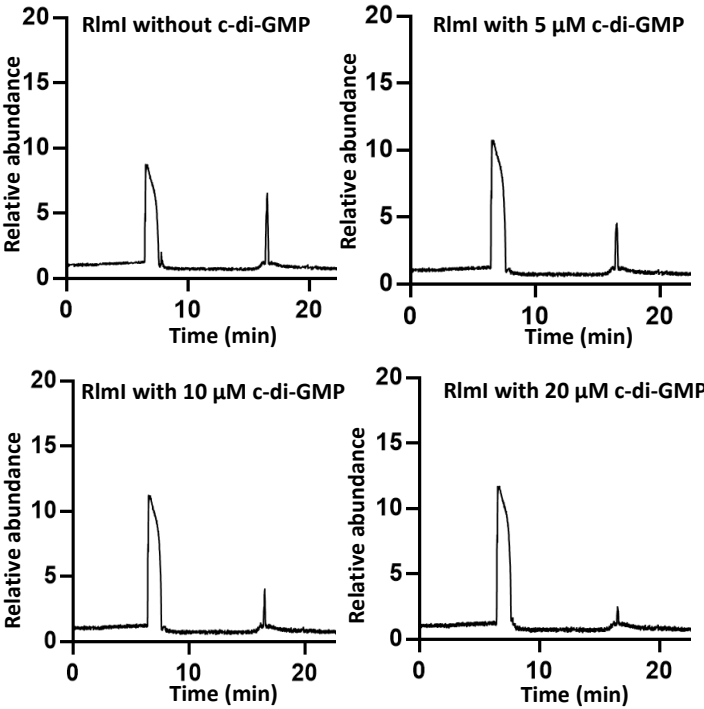 RlmI without c-di-GMP
Relative abundance
20
15
10
5
0
0 10 20
Time (min)
RlmI with 5 µM c-di-GMP
Relative abundance
20
15
10
5
0
0 10 20
Time (min)
RlmI with 10 µM c-di-GMP
Relative abundance
20
15
10
5
0
0 10 20
Time (min)
RlmI with 20 µM c-di-GMP
Relative abundance
20
15
10
5
0
0 10 20
Time (min)